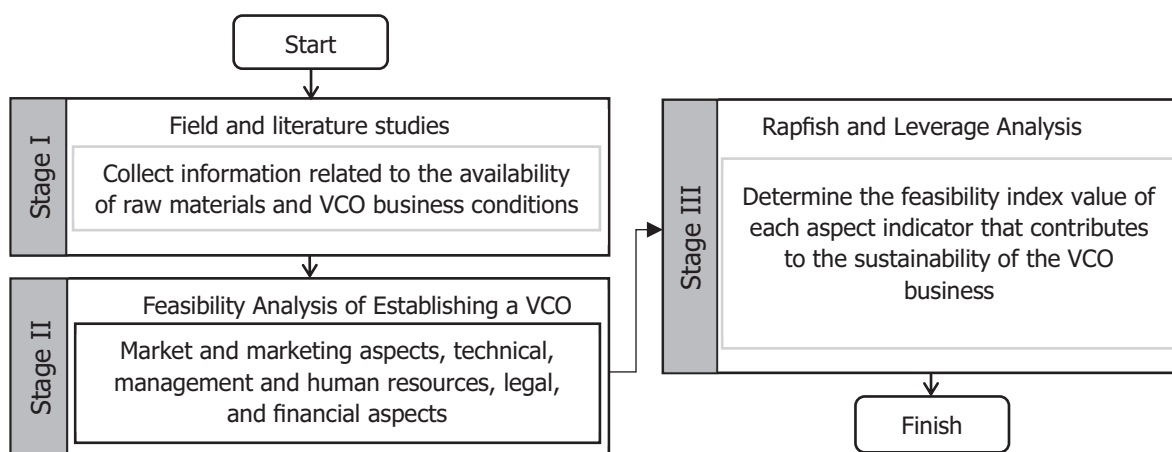 Start
Stage I
Field and literature studies
Collect information related to the availability
of raw materials and VCO business conditions
Stage II
Feasibility Analysis of Establishing a VCO
Market and marketing aspects, technical,
management and human resources, legal,
and financial aspects
Stage III
Rapfish and Leverage Analysis
Determine the feasibility index value of
each aspect indicator that contributes
to the sustainability of the VCO
business
Finish